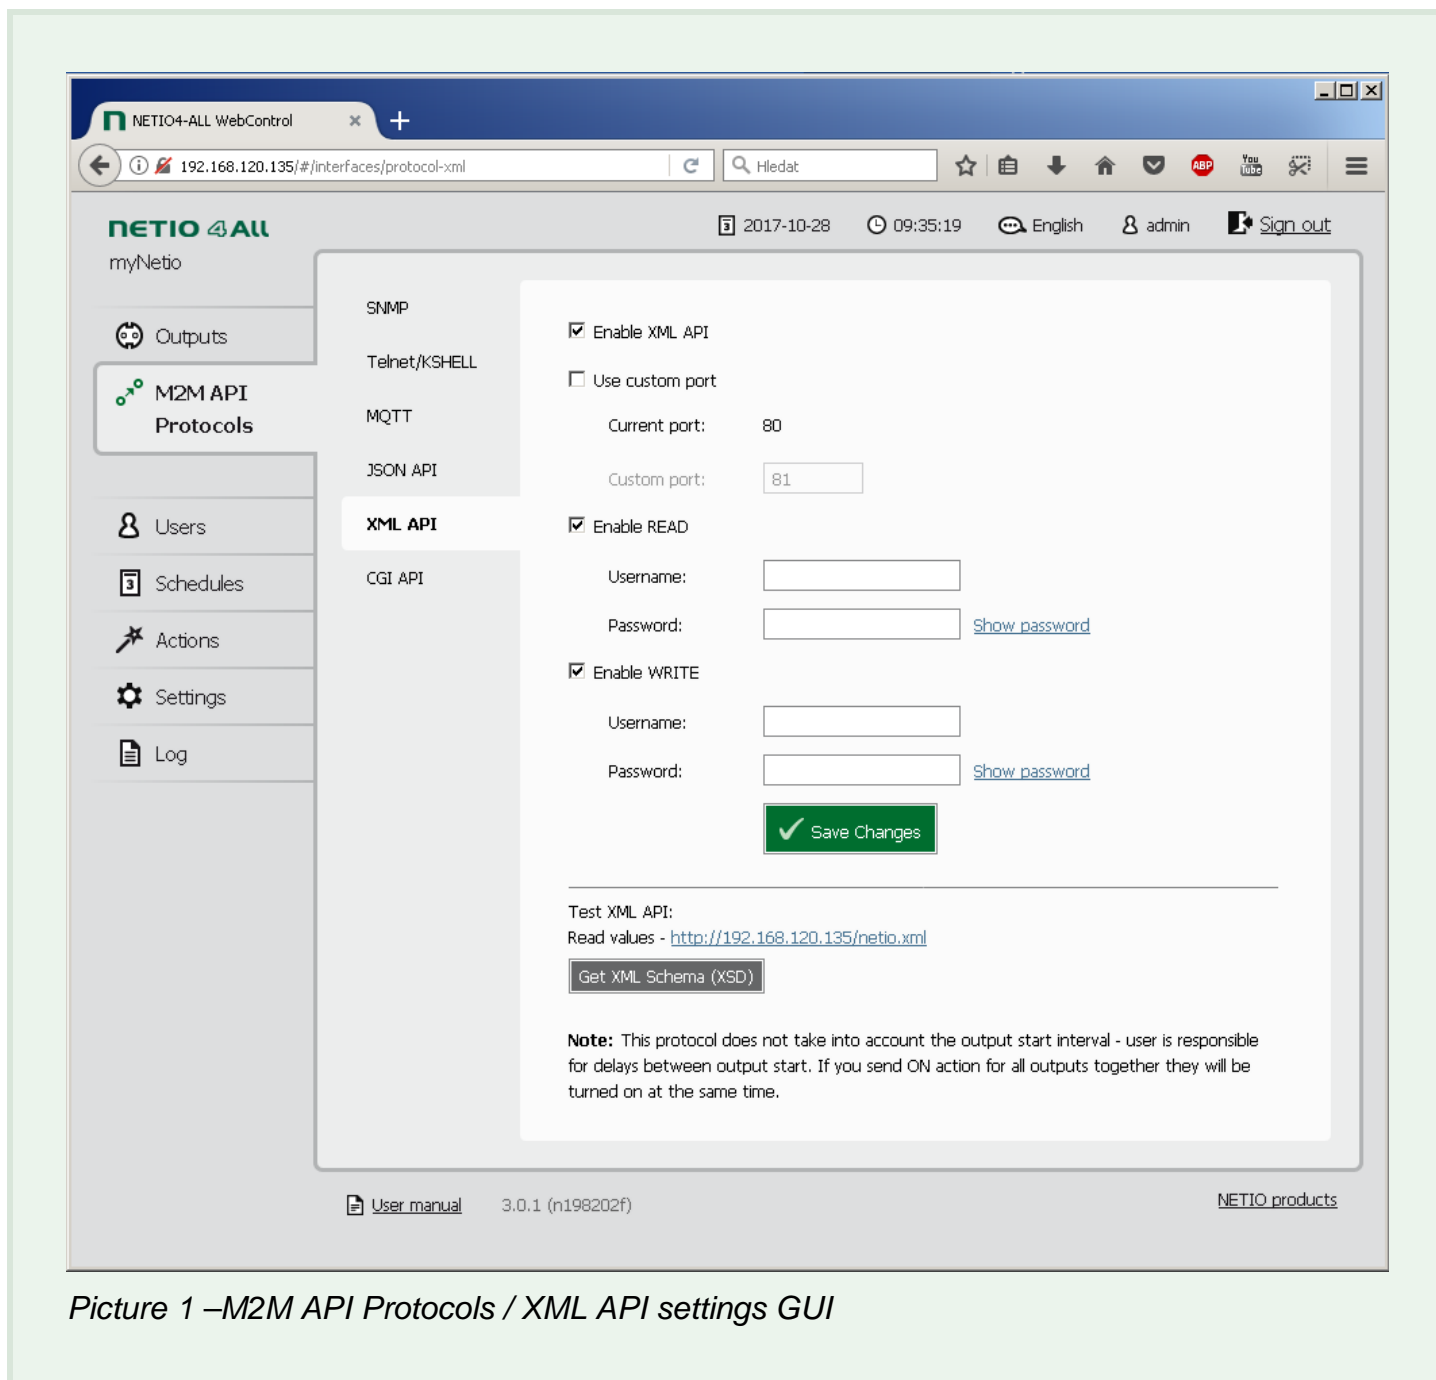 NETIO4-ALL WebControl
192.168.120.135/#/interfaces/protocol-xml
Hledat
ABP
You
Tube
NETIO 4ALL
myNetio
3 2017-10-28 09:35:19 English admin Sign out
Outputs
M2M API
Protocols
Users
3 Schedules
Actions
Settings
Log
SNMP
Telnet/KSHELL
MQTT
JSON API
XML API
CGI API
Enable XML API
Use custom port
Current port: 80
Custom port: 81
Enable READ
Username:
Password: Show password
Enable WRITE
Username:
Password: Show password
Save Changes
Test XML API:
Read values - http://192.168.120.135/netio.xml
Get XML Schema (XSD)
Note: This protocol does not take into account the output start interval - user is responsible
for delays between output start. If you send ON action for all outputs together they will be
turned on at the same time.
User manual 3.0.1 (n198202f) NETIO products
Picture 1 –M2M API Protocols / XML API settings GUI